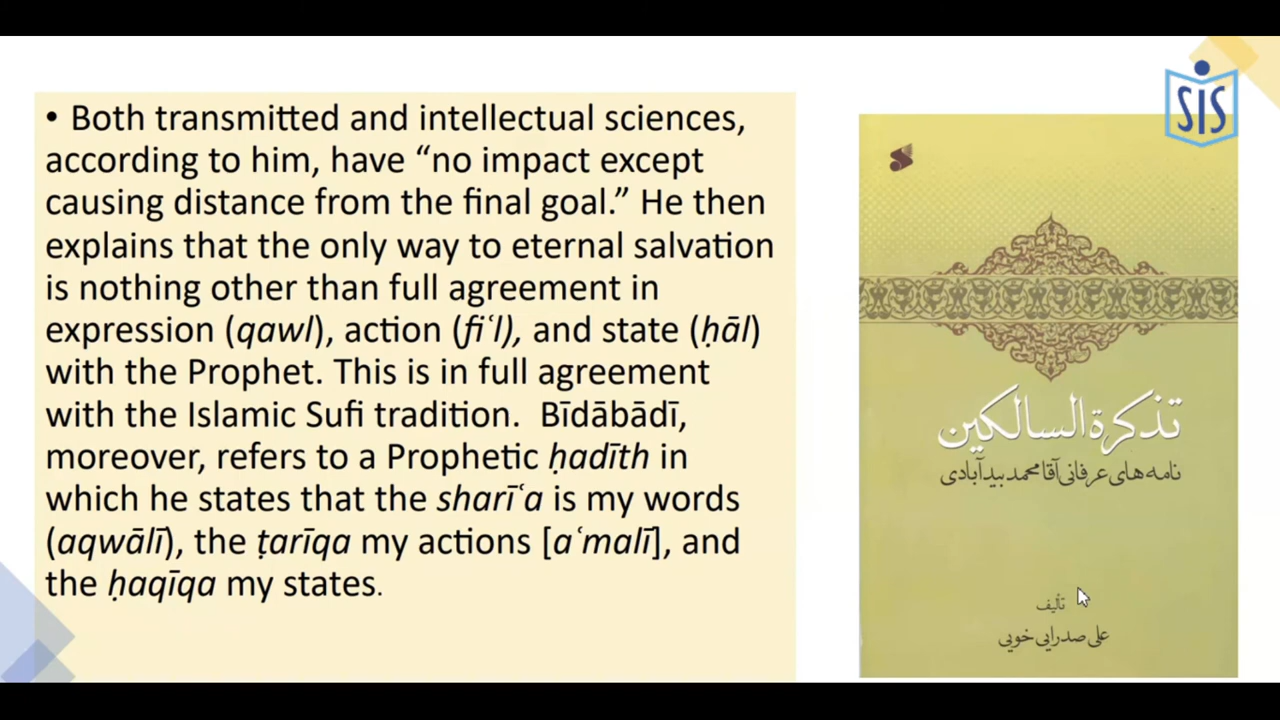 • Both transmitted and intellectual sciences,
according to him, have “no impact except
causing distance from the final goal.” He then
explains that the only way to eternal salvation
is nothing other than full agreement in
expression (qawl), action (fiʿl), and state (ḥāl)
with the Prophet. This is in full agreement
with the Islamic Sufi tradition.  Bīdābādī,
moreover, refers to a Prophetic ḥadīth in
which he states that the sharīʿa is my words
(aqwālī), the ṭarīqa my actions [aʿmalī], and
the ḥaqīqa my states.
SIS
تذكرة السالكين
نامه‌های عرفانی آقا محمد بیدآبادی
تألیف
علی صدرایی خویی